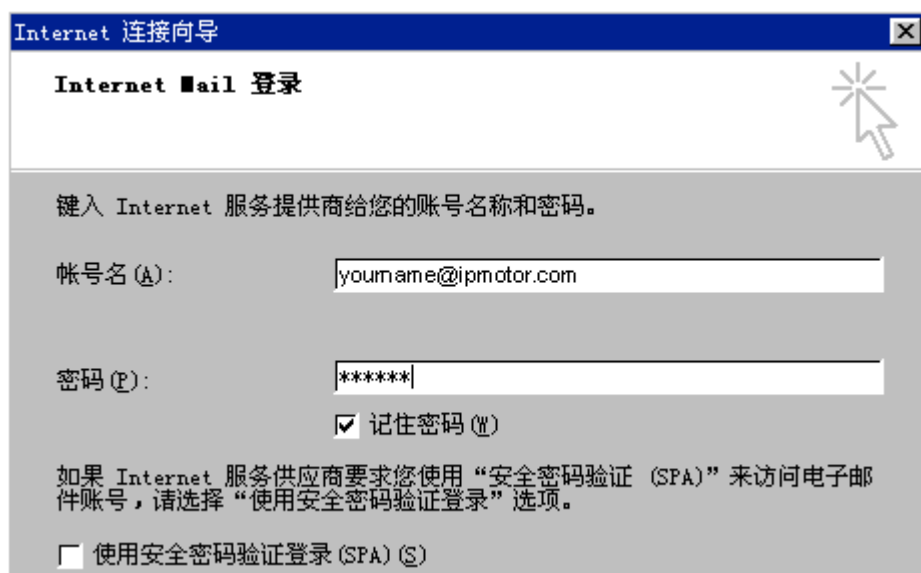 Internet 连接向导
Internet Mail 登录
键入 Internet 服务提供商给您的账号名称和密码。
帐号名(A): yourname@ipmotor.com
密码(P): ******
记住密码(W)
如果 Internet 服务供应商要求您使用“安全密码验证 (SPA)”来访问电子邮
件账号，请选择“使用安全密码验证登录”选项。
使用安全密码验证登录(SPA)(S)